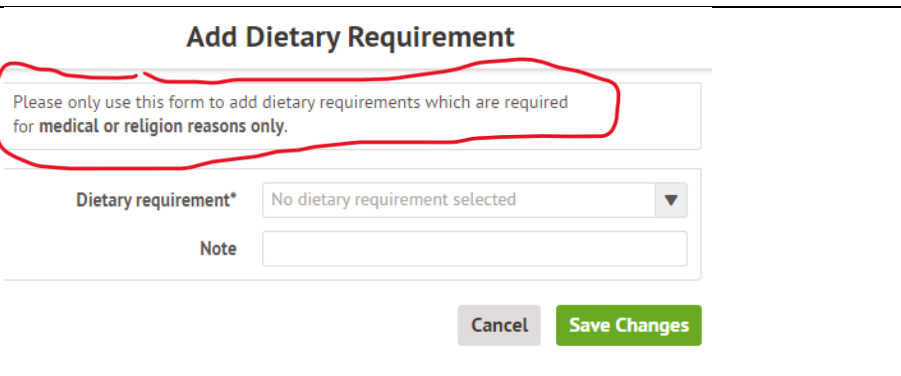 Add Dietary Requirement
Please only use this form to add dietary requirements which are required
for medical or religion reasons only.
Dietary requirement* No dietary requirement selected
Note
Cancel Save Changes